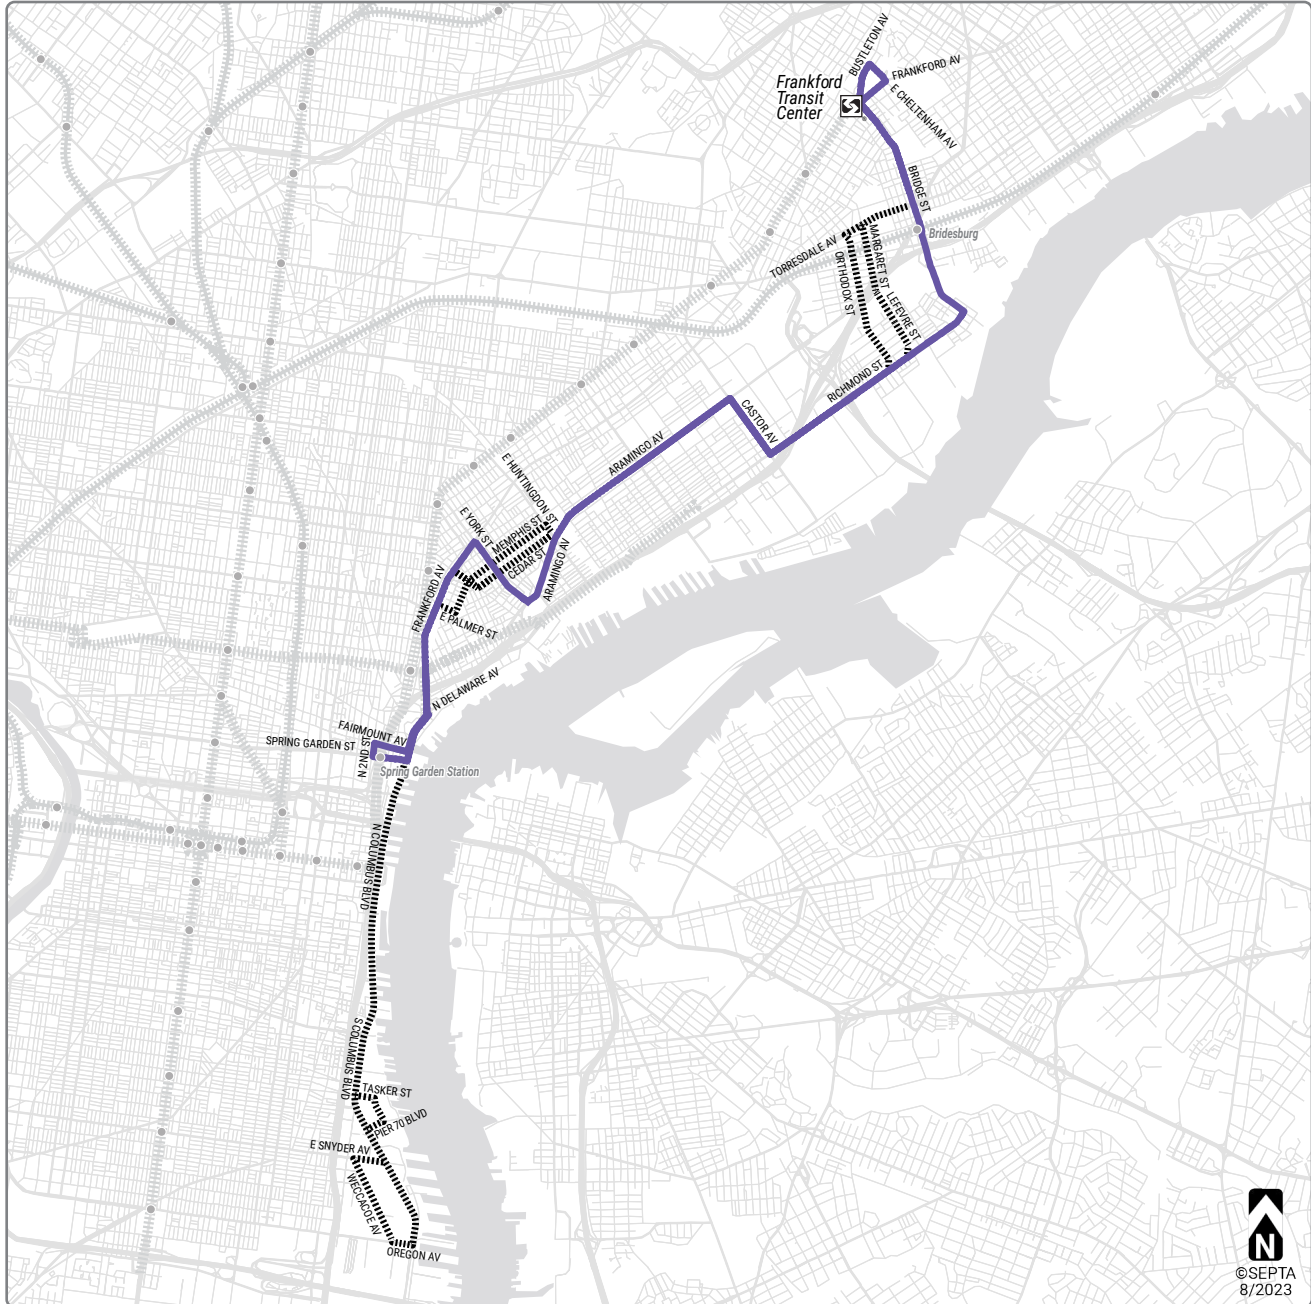 BUSTLETON AV
FRANKFORD AV
Frankford
Transit
Center
E CHELTENHAM AV
BRIDGE ST
Bridesburg
TORRESDALE AV
MARGARET ST
ORTHODOX ST
LEFEVRE ST
RICHMOND ST
CASTOR AV
ARAMINGO AV
E HUNTINGDON ST
E YORK ST
MEMPHIS ST
CEDAR ST
ARAMINGO AV
FRANKFORD AV
E PALMER ST
N DELAWARE AV
FAIRMOUNT AV
SPRING GARDEN ST
N 2ND ST
Spring Garden Station
N COLUMBUS BLVD
S COLUMBUS BLVD
TASKER ST
PIER 70 BLVD
E SNYDER AV
WECCACOE AV
OREGON AV
N
©SEPTA
8/2023